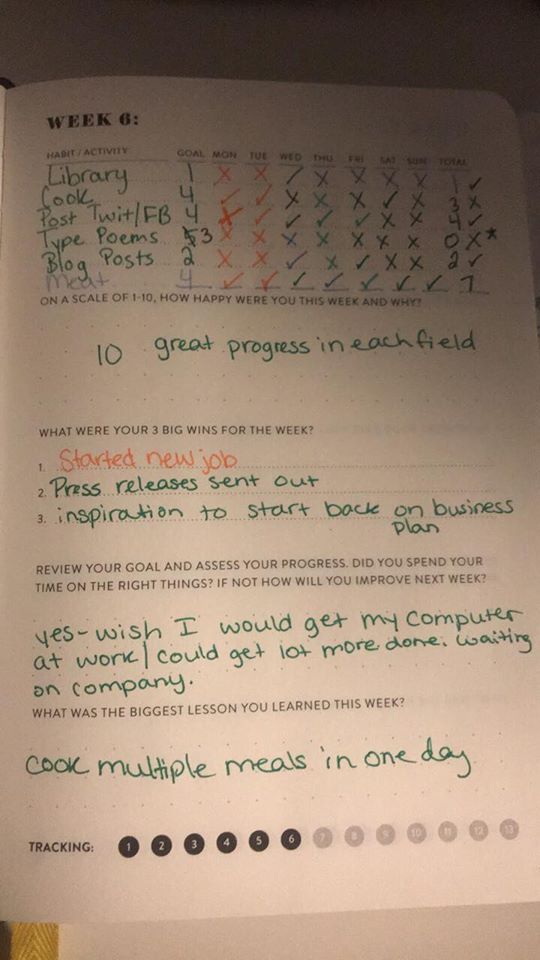 WEEK 6:
HABIT / ACTIVITY GOAL MON TUE WED THU FRI SAT SUN TOTAL
Library 1 X X ✓ X X X X 1 ✓
Cook 4 ✓ ✓ X X X ✓ X 3 X
Post Twit/FB 4 X ✓ ✓ ✓ ✓ X X 4 ✓
Type Poems 3 X X X X X X X 0 X*
Blog Posts 2 X X ✓ X ✓ X X 2 ✓
Meat 4 ✓ ✓ ✓ ✓ ✓ ✓ ✓ 7
ON A SCALE OF 1-10, HOW HAPPY WERE YOU THIS WEEK AND WHY?
10 great progress in each field
WHAT WERE YOUR 3 BIG WINS FOR THE WEEK?
1. Started new job
2. Press releases sent out
3. inspiration to start back on business
plan
REVIEW YOUR GOAL AND ASSESS YOUR PROGRESS. DID YOU SPEND YOUR
TIME ON THE RIGHT THINGS? IF NOT HOW WILL YOU IMPROVE NEXT WEEK?
yes-wish I would get my computer
at work I could get lot more done. waiting
on company.
WHAT WAS THE BIGGEST LESSON YOU LEARNED THIS WEEK?
cook multiple meals in one day
TRACKING: 1 2 3 4 5 6 7 8 9 10 11 12 13